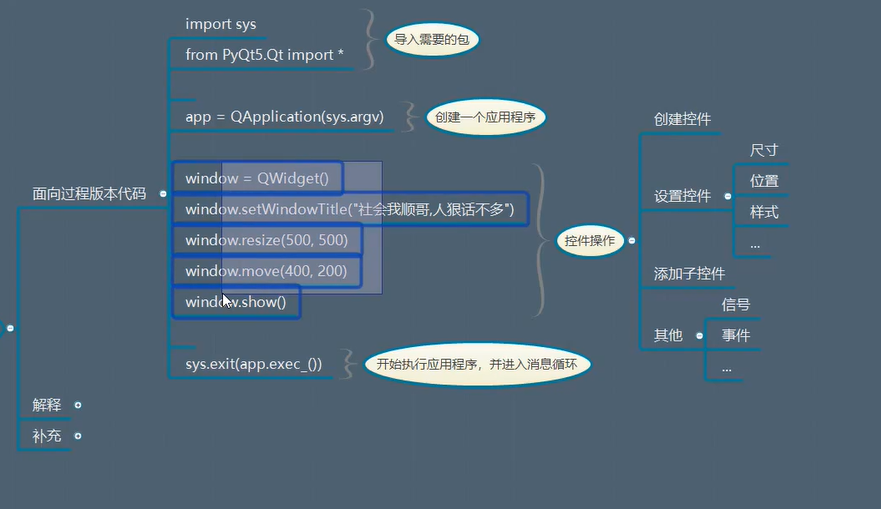 import sys
from PyQt5.Qt import *
导入需要的包
app = QApplication(sys.argv)
创建一个应用程序
面向过程版本代码
window = QWidget()
window.setWindowTitle("社会我顺哥,人狠话不多")
window.resize(500, 500)
window.move(400, 200)
window.show()
控件操作
创建控件
设置控件
尺寸
位置
样式
...
添加子控件
其他
信号
事件
...
sys.exit(app.exec_())
开始执行应用程序，并进入消息循环
解释
补充